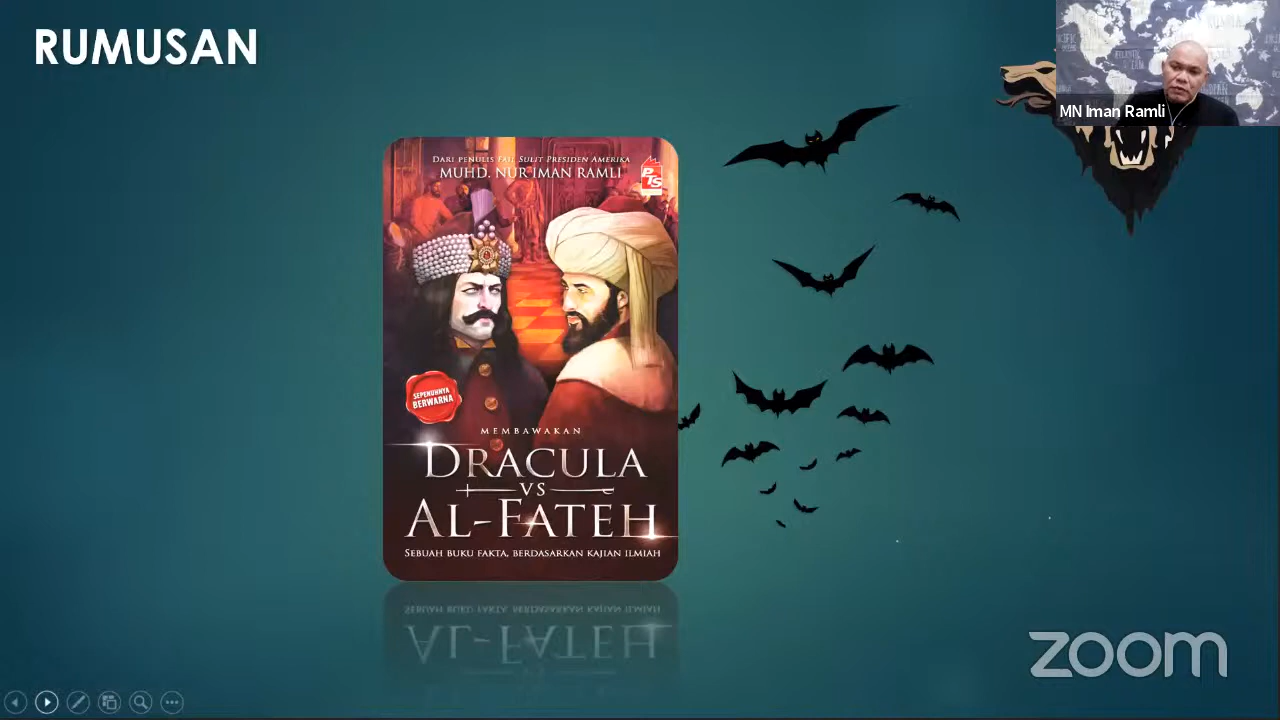 RUMUSAN
MN Iman Ramli
DARI PENULIS FAIL SULIT PRESIDEN AMERIKA
MUHD. NUR IMAN RAMLI
PTS
SEPENUHNYA
BERWARNA
MEMBAWAKAN
DRACULA
VS
AL-FATEH
SEBUAH BUKU FAKTA, BERDASARKAN KAJIAN ILMIAH
zoom